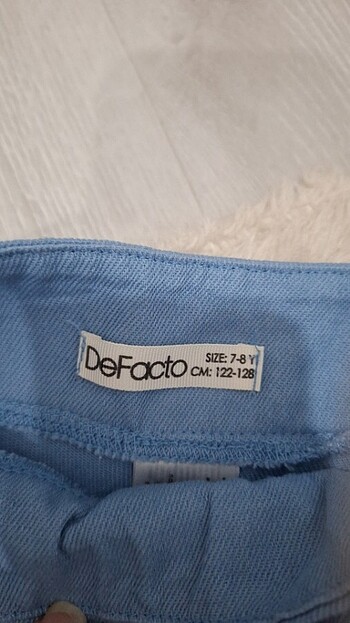 DeFacto
SIZE: 7-8 Y
CM: 122-128